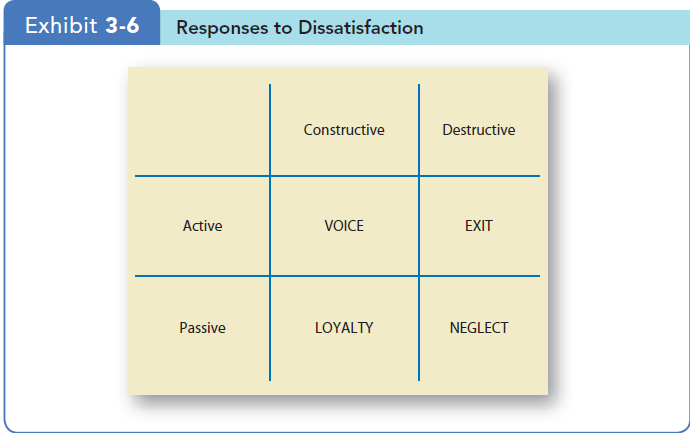 Exhibit 3-6 Responses to Dissatisfaction
Constructive Destructive
Active VOICE EXIT
Passive LOYALTY NEGLECT